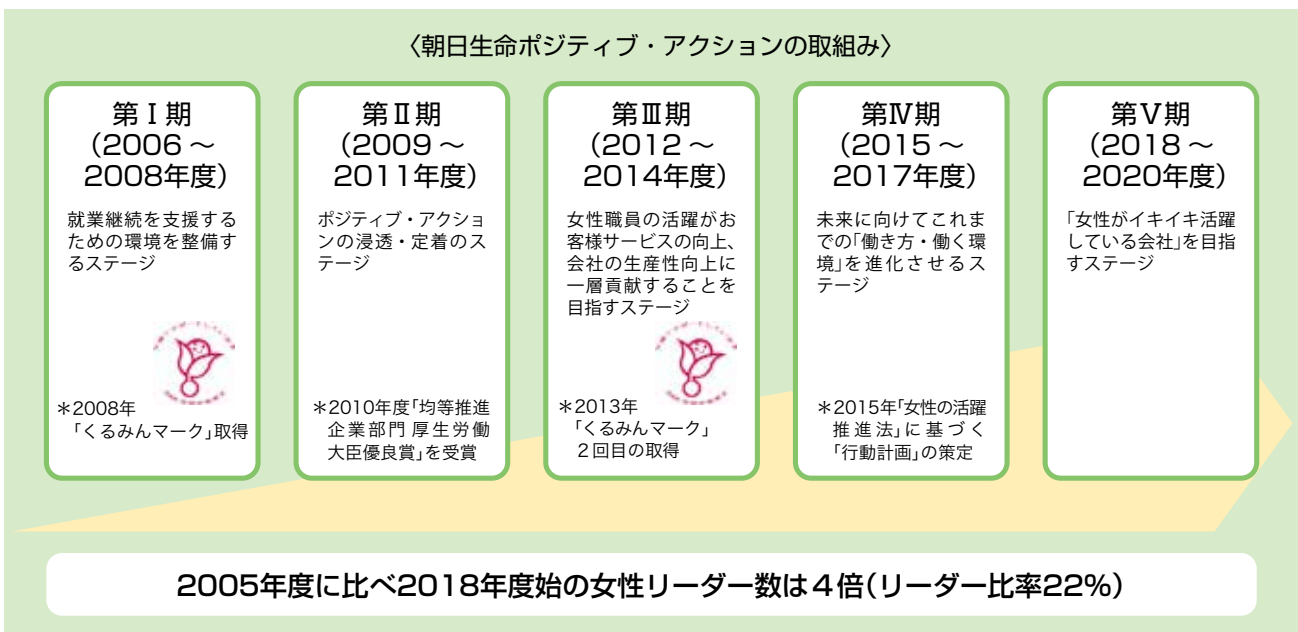 〈朝日生命ポジティブ・アクションの取組み〉
第Ⅰ期
(2006～
2008年度)
就業継続を支援する
ための環境を整備す
るステージ
＊2008年
「くるみんマーク」取得
第Ⅱ期
(2009～
2011年度)
ポジティブ・アクショ
ンの浸透・定着のス
テージ
＊2010年度「均等推進
企業部門 厚生労働
大臣優良賞」を受賞
第Ⅲ期
(2012～
2014年度)
女性職員の活躍がお
客様サービスの向上、
会社の生産性向上に
一層貢献することを
目指すステージ
＊2013年
「くるみんマーク」
２回目の取得
第Ⅳ期
(2015～
2017年度)
未来に向けてこれま
での「働き方・働く環
境」を進化させるス
テージ
＊2015年「女性の活躍
推進法」に基づく
「行動計画」の策定
第Ⅴ期
(2018～
2020年度)
「女性がイキイキ活躍
している会社」を目指
すステージ
2005年度に比べ2018年度始の女性リーダー数は４倍(リーダー比率22%)